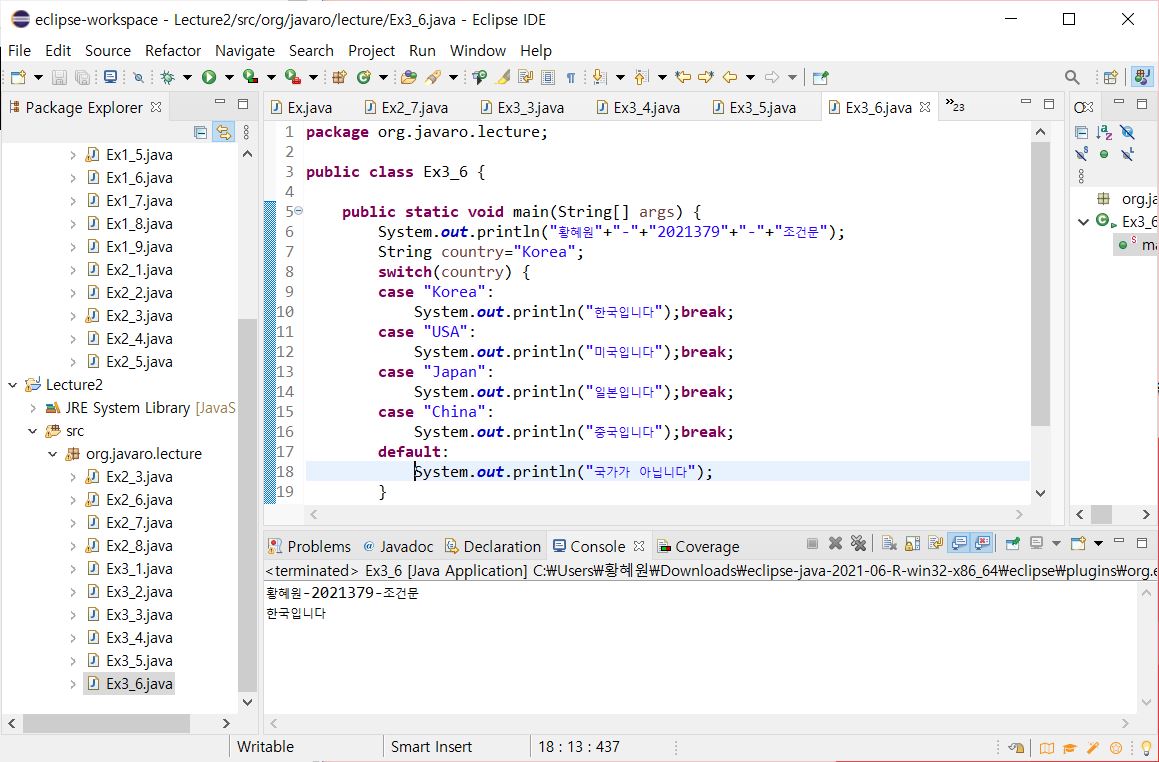 eclipse-workspace - Lecture2/src/org/javaro/lecture/Ex3_6.java - Eclipse IDE
File Edit Source Refactor Navigate Search Project Run Window Help
Package Explorer
Ex1_5.java
Ex1_6.java
Ex1_7.java
Ex1_8.java
Ex1_9.java
Ex2_1.java
Ex2_2.java
Ex2_3.java
Ex2_4.java
Ex2_5.java
Lecture2
JRE System Library [JavaS
src
org.javaro.lecture
Ex2_3.java
Ex2_6.java
Ex2_7.java
Ex2_8.java
Ex3_1.java
Ex3_2.java
Ex3_3.java
Ex3_4.java
Ex3_5.java
Ex3_6.java
Ex.java Ex2_7.java Ex3_3.java Ex3_4.java Ex3_5.java Ex3_6.java »23
1 package org.javaro.lecture;
2
3 public class Ex3_6 {
4
5 public static void main(String[] args) {
6 System.out.println("황혜원"+"-"+"2021379"+"-"+"조건문");
7 String country="Korea";
8 switch(country) {
9 case "Korea":
10 System.out.println("한국입니다");break;
11 case "USA":
12 System.out.println("미국입니다");break;
13 case "Japan":
14 System.out.println("일본입니다");break;
15 case "China":
16 System.out.println("중국입니다");break;
17 default:
18 System.out.println("국가가 아닙니다");
19 }
org.ja
Ex3_6
ma
Problems @ Javadoc Declaration Console Coverage
<terminated> Ex3_6 [Java Application] C:₩Users₩황혜원₩Downloads₩eclipse-java-2021-06-R-win32-x86_64₩eclipse₩plugins₩org.e
황혜원-2021379-조건문
한국입니다
Writable Smart Insert 18 : 13 : 437